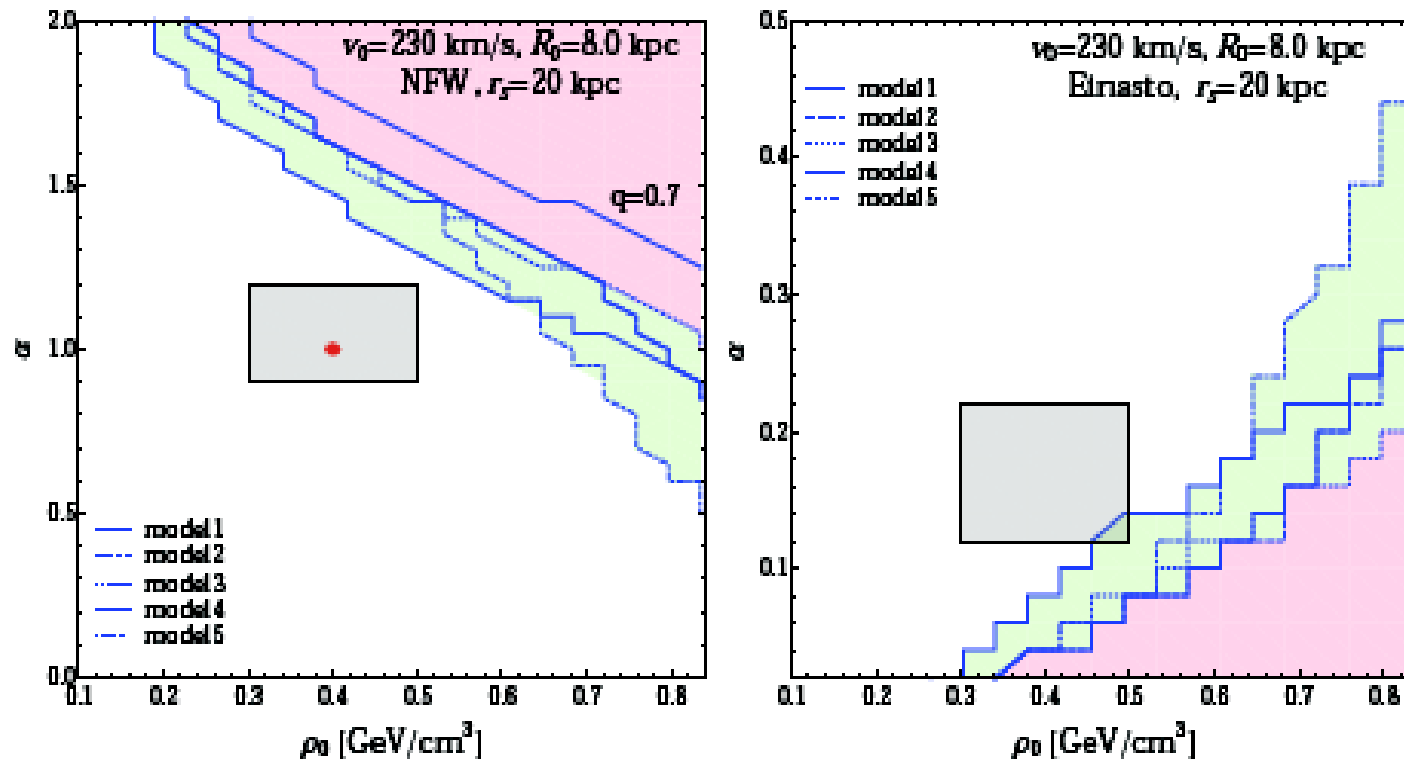 v₀=230 km/s, R₀=8.0 kpc
NFW, rₛ=20 kpc
q=0.7
model 1
model 2
model 3
model 4
model 5
2.0
1.5
1.0
0.5
0.0
α
0.1 0.2 0.3 0.4 0.5 0.6 0.7 0.8
ρ₀ [GeV/cm³]
v₀=230 km/s, R₀=8.0 kpc
Einasto, rₛ=20 kpc
model 1
model 2
model 3
model 4
model 5
0.5
0.4
0.3
0.2
0.1
α
0.1 0.2 0.3 0.4 0.5 0.6 0.7 0.8
ρ₀ [GeV/cm³]